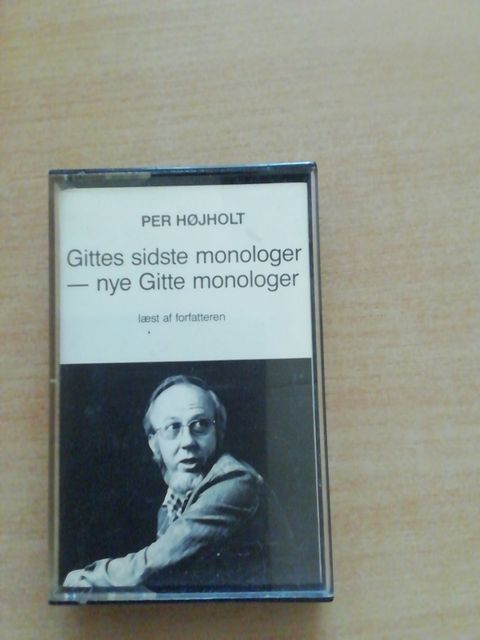 PER HØJHOLT
Gittes sidste monologer
— nye Gitte monologer
læst af forfatteren